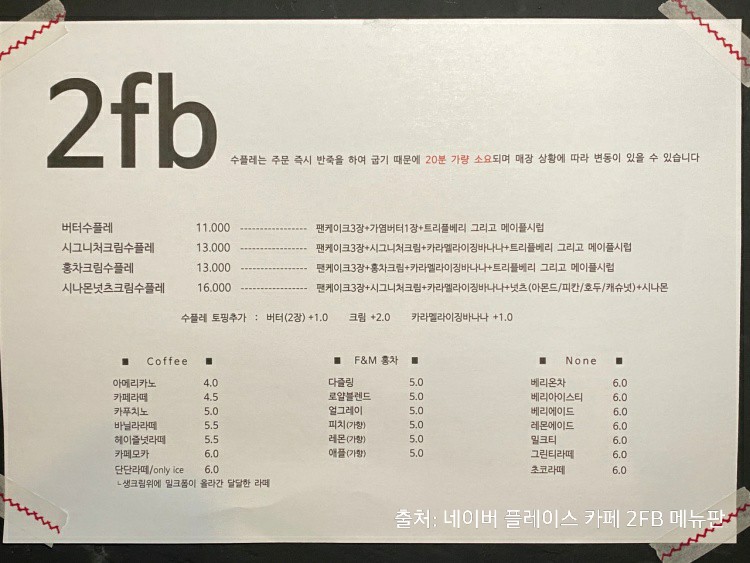 2fb
수플레는 주문 즉시 반죽을 하여 굽기 때문에 20분 가량 소요되며 매장 상황에 따라 변동이 있을 수 있습니다
버터수플레 11.000 ----------------- 팬케이크3장+가염버터1장+트리플베리 그리고 메이플시럽
시그니처크림수플레 13.000 ----------------- 팬케이크3장+시그니처크림+카라멜라이징바나나+트리플베리 그리고 메이플시럽
홍차크림수플레 13.000 ----------------- 팬케이크3장+홍차크림+카라멜라이징바나나+트리플베리 그리고 메이플시럽
시나몬넛츠크림수플레 16.000 ----------------- 팬케이크3장+시그니처크림+카라멜라이징바나나+넛츠(아몬드/피칸/호두/캐슈넛)+시나몬
수플레 토핑추가 : 버터(2장) +1.0 크림 +2.0 카라멜라이징바나나 +1.0
■ Coffee ■
아메리카노 4.0
카페라떼 4.5
카푸치노 5.0
바닐라라떼 5.5
헤이즐넛라떼 5.5
카페모카 6.0
단단라떼/only ice 6.0
ㄴ생크림위에 밀크폼이 올라간 달달한 라떼
■ F&M 홍차 ■
다즐링 5.0
로얄블렌드 5.0
얼그레이 5.0
피치(가향) 5.0
레몬(가향) 5.0
애플(가향) 5.0
■ None ■
베리온차 6.0
베리아이스티 6.0
베리에이드 6.0
레몬에이드 6.0
밀크티 6.0
그린티라떼 6.0
초코라떼 6.0
출처: 네이버 플레이스 카페 2FB 메뉴판